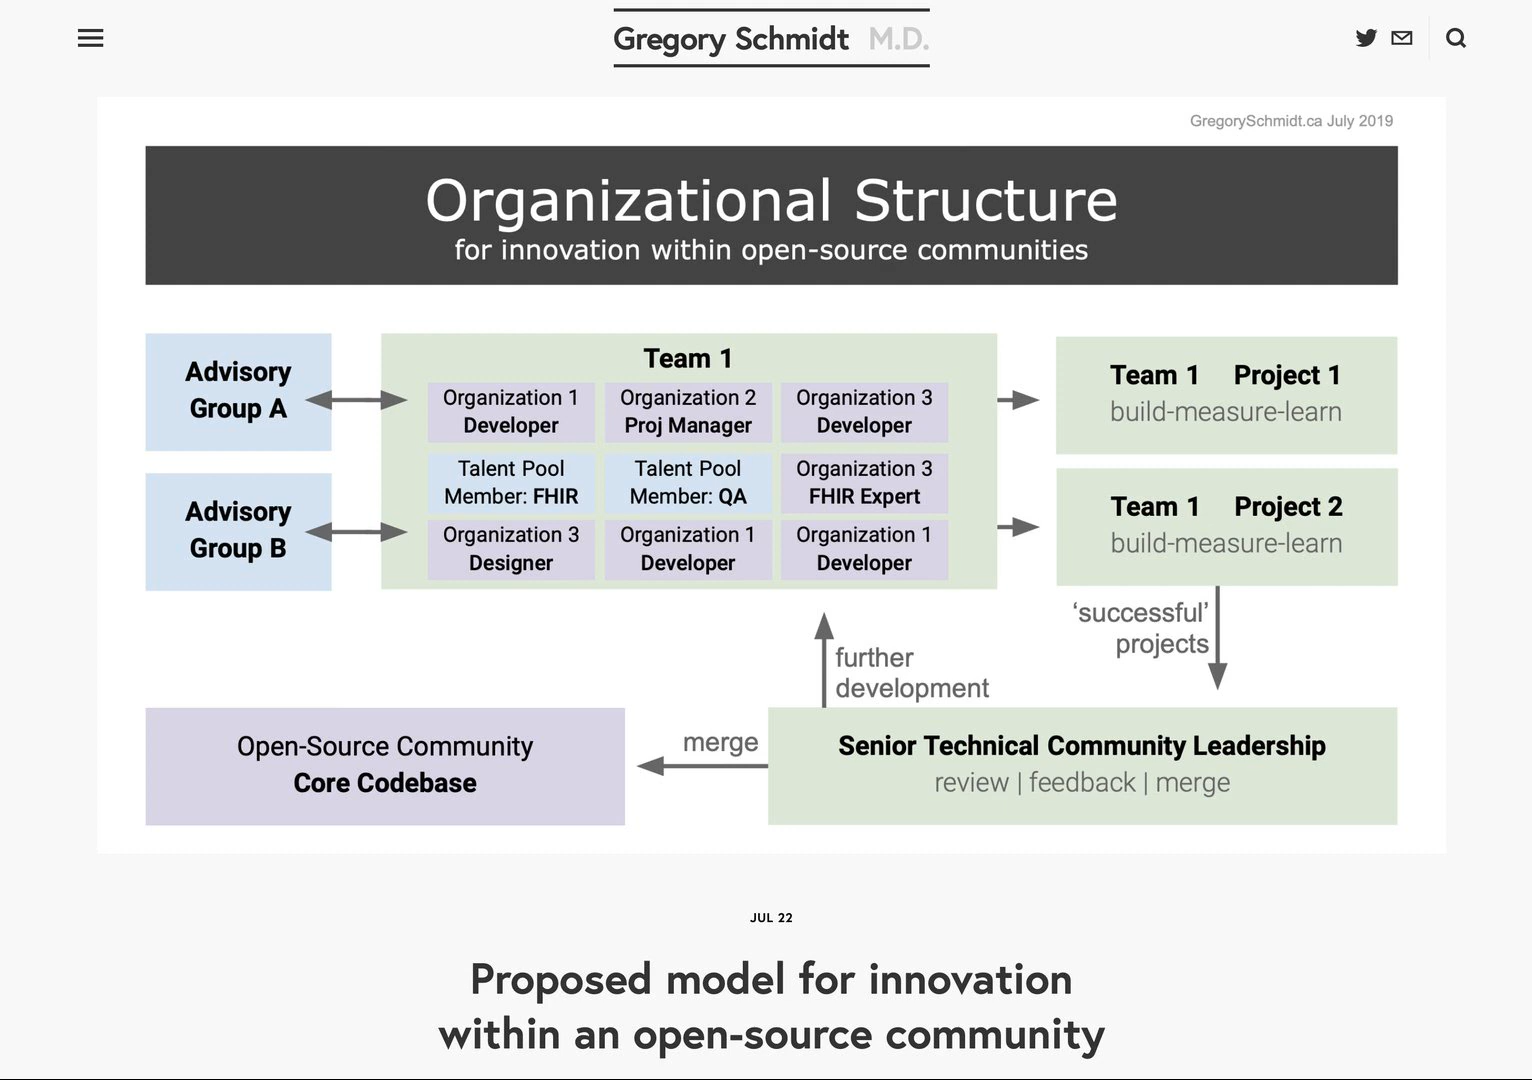 Gregory Schmidt M.D.
GregorySchmidt.ca July 2019
Organizational Structure
for innovation within open-source communities
Advisory
Group A
Advisory
Group B
Team 1
Organization 1
Developer
Organization 2
Proj Manager
Organization 3
Developer
Talent Pool
Member: FHIR
Talent Pool
Member: QA
Organization 3
FHIR Expert
Organization 3
Designer
Organization 1
Developer
Organization 1
Developer
Team 1 Project 1
build-measure-learn
Team 1 Project 2
build-measure-learn
‘successful’
projects
further
development
Open-Source Community
Core Codebase
merge
Senior Technical Community Leadership
review | feedback | merge
JUL 22
Proposed model for innovation
within an open-source community